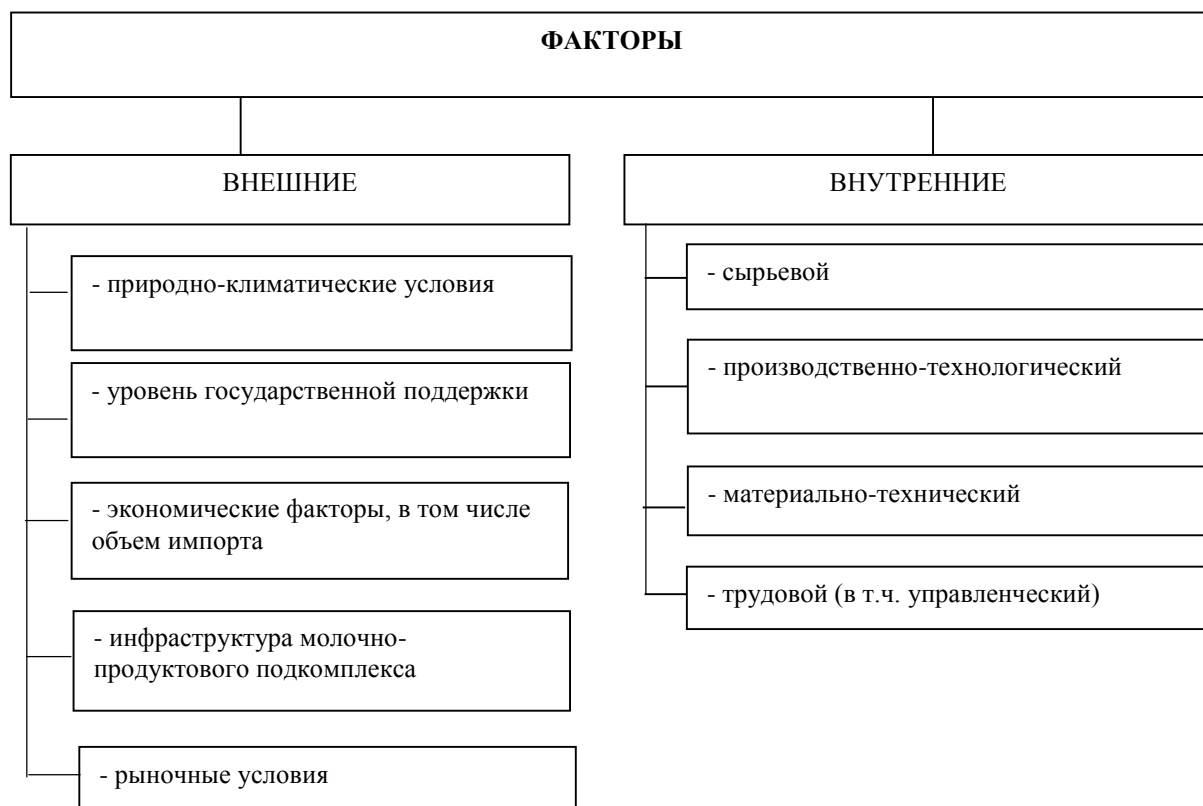 ФАКТОРЫ
ВНЕШНИЕ
- природно-климатические условия
- уровень государственной поддержки
- экономические факторы, в том числе
объем импорта
- инфраструктура молочно-
продуктового подкомплекса
- рыночные условия
ВНУТРЕННИЕ
- сырьевой
- производственно-технологический
- материально-технический
- трудовой (в т.ч. управленческий)